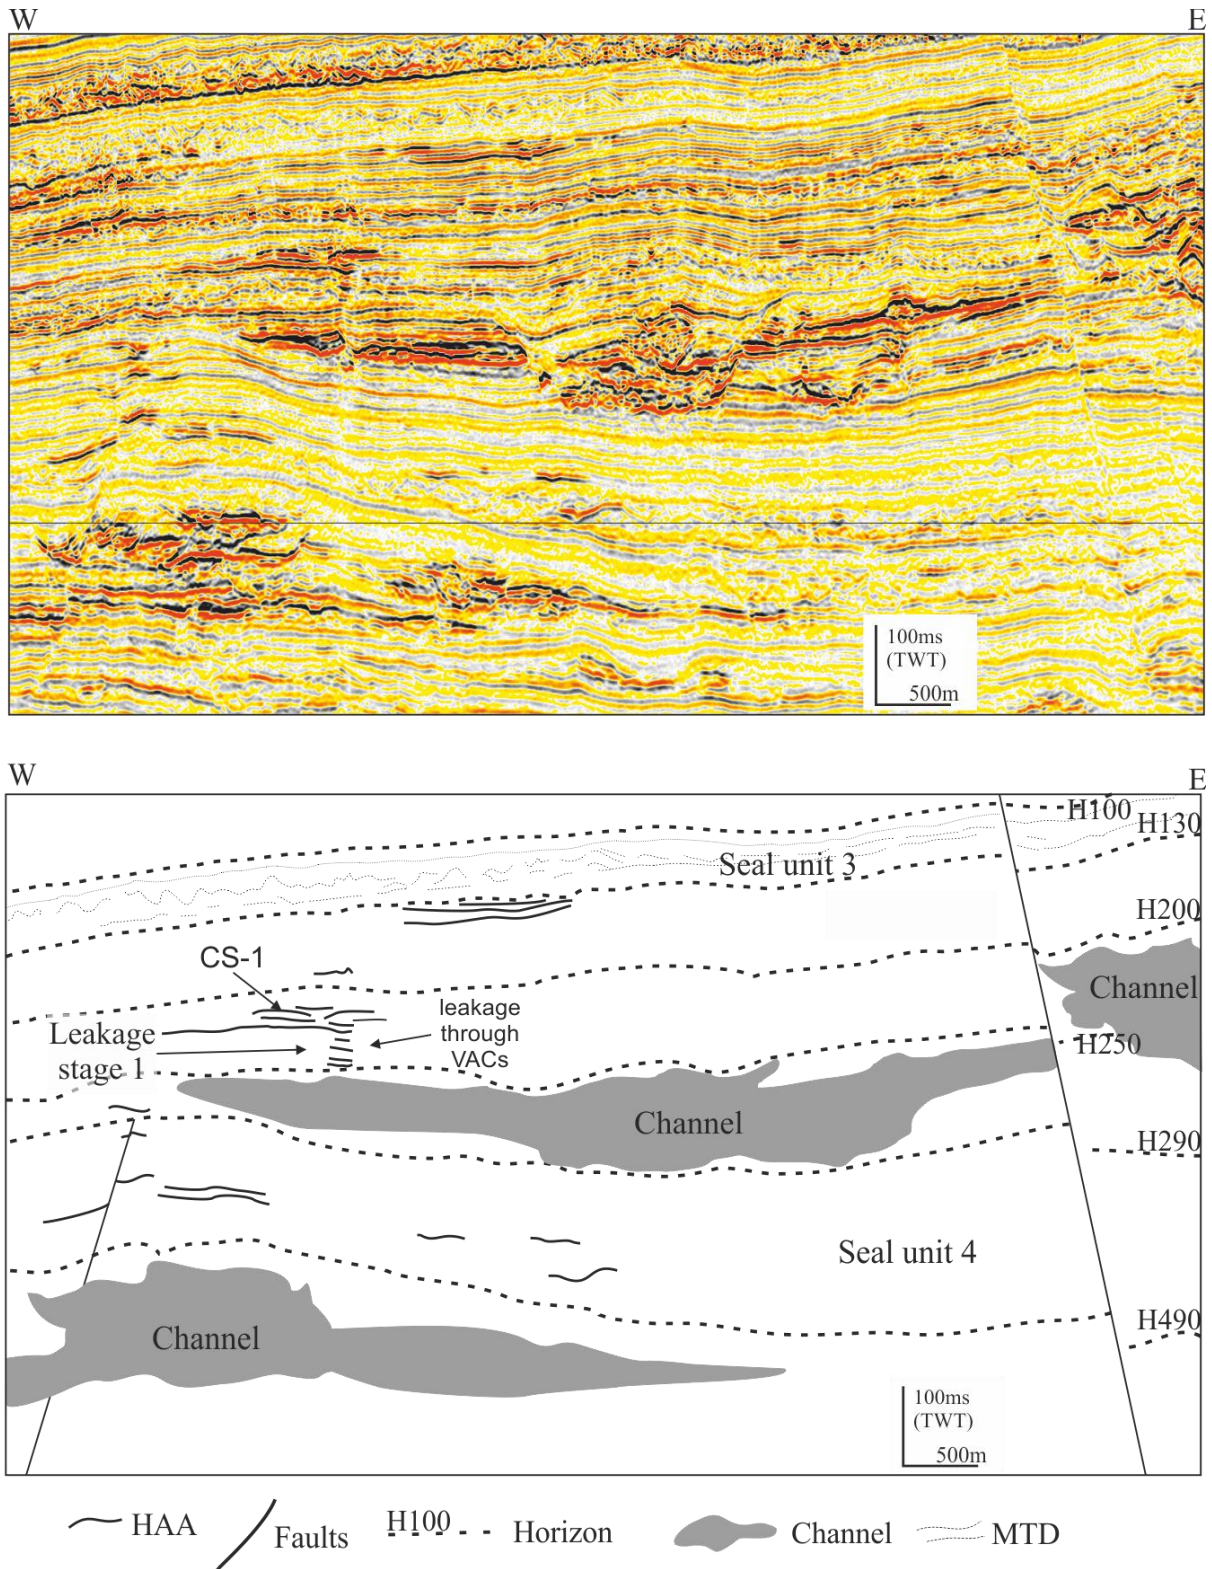 W
E
100ms
(TWT)
500m
W
E
H100
H130
Seal unit 3
H200
CS-1
Channel
leakage
through
VACs
Leakage
stage 1
H250
Channel
H290
Seal unit 4
H490
Channel
100ms
(TWT)
500m
HAA
Faults
H100
Horizon
Channel
MTD